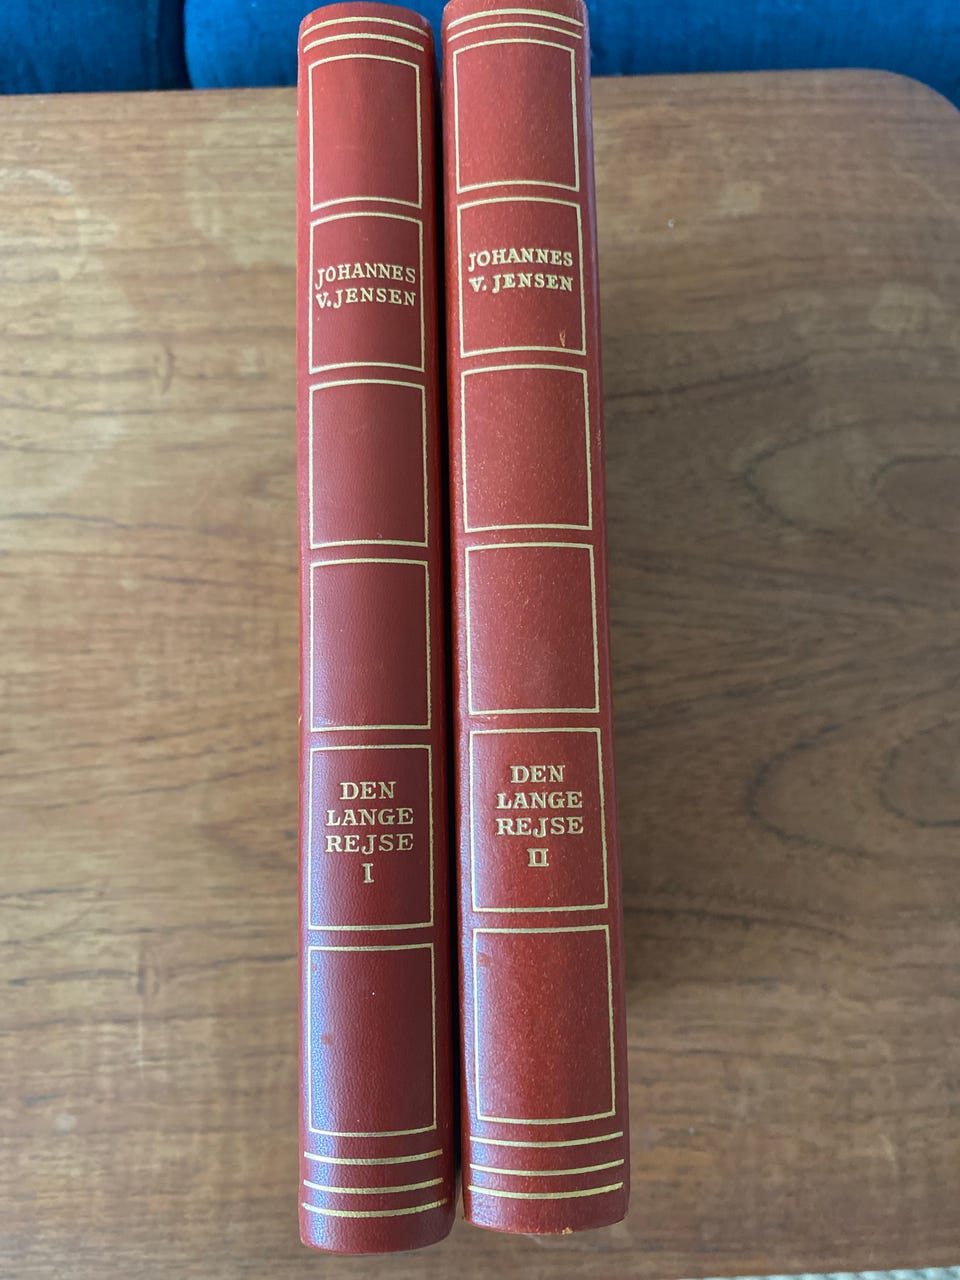 JOHANNES
V. JENSEN
DEN
LANGE
REJSE
I
JOHANNES
V. JENSEN
DEN
LANGE
REJSE
II